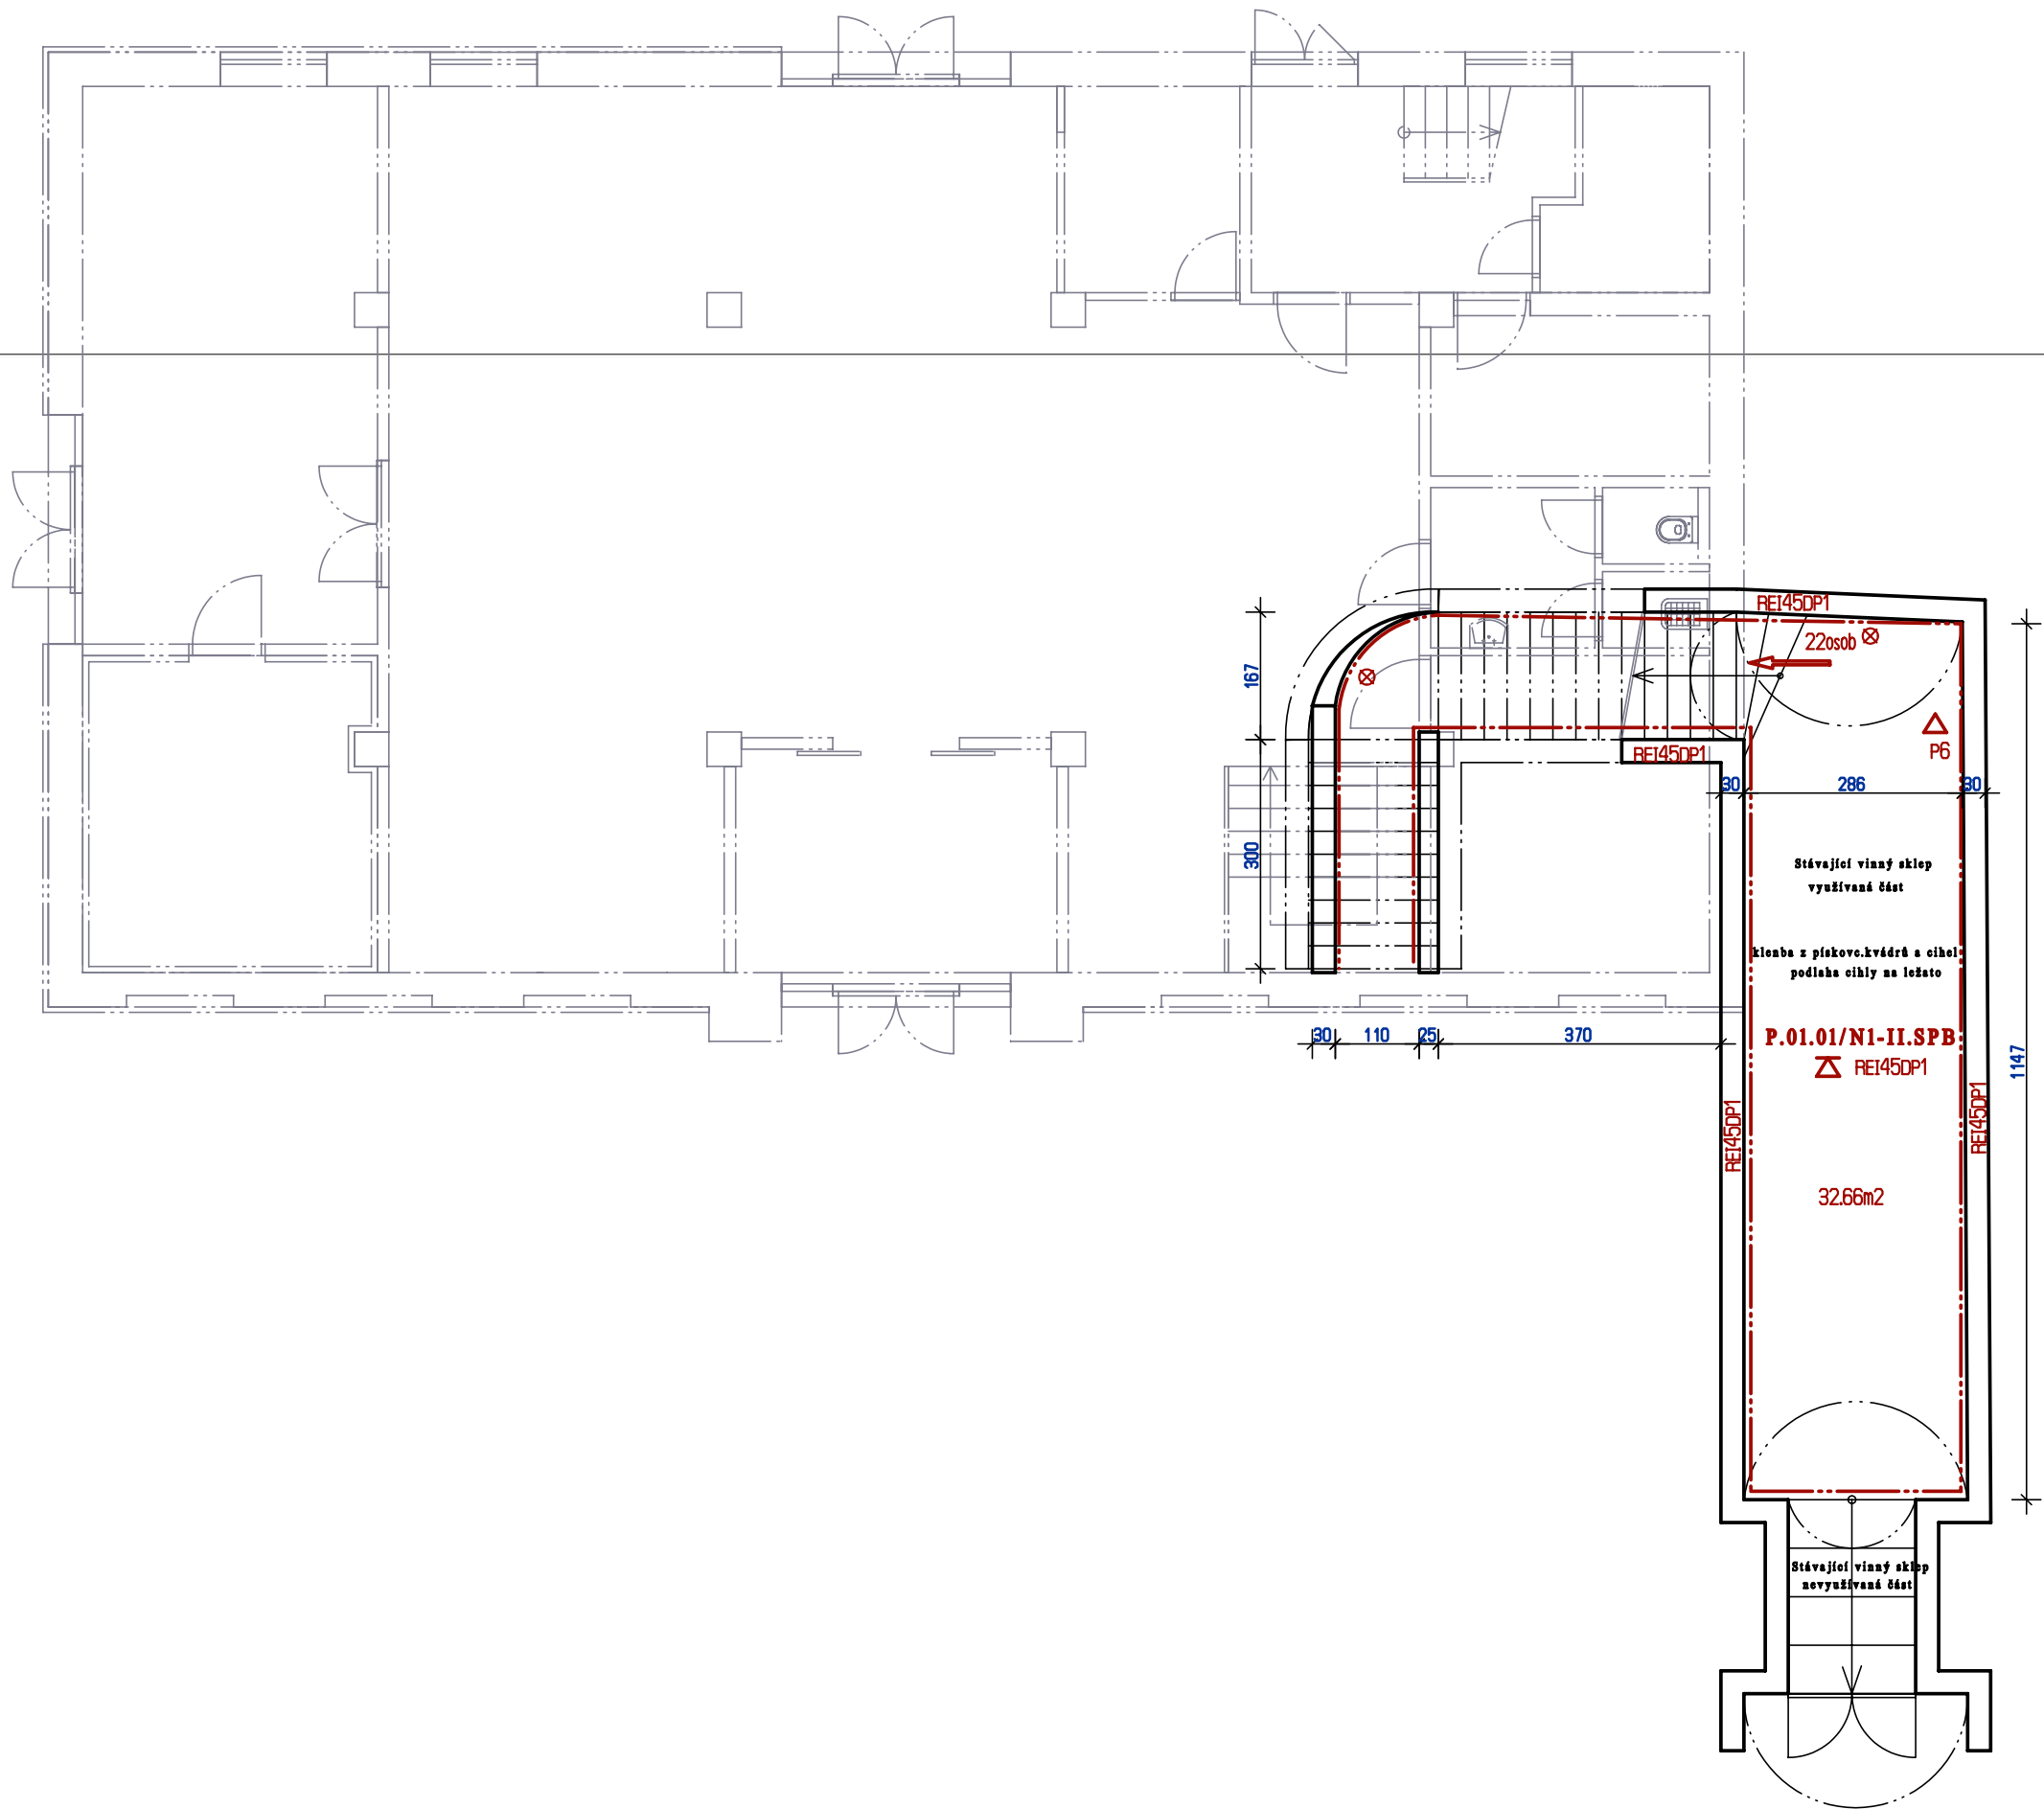 REI45DP1
22osob
167
REI45DP1
P6
30
286
30
300
Stávající vinný sklep
využívaná část
klenba z pískovc.kvádrů a cihel
podlaha cihly na ležato
30
110
25
370
P.01.01/N1-II.SPB
REI45DP1
1147
REI45DP1
REI45DP1
32.66m2
Stávající vinný sklep
nevyužívaná část